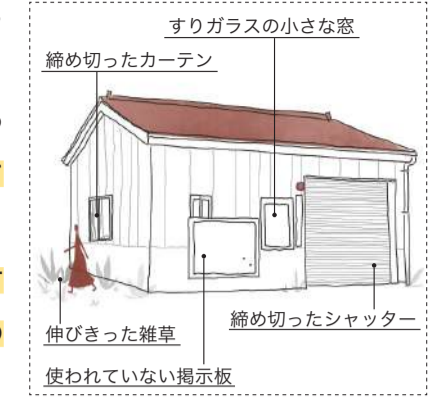 すりガラスの小さな窓
締め切ったカーテン
締め切ったシャッター
伸びきった雑草
使われていない掲示板